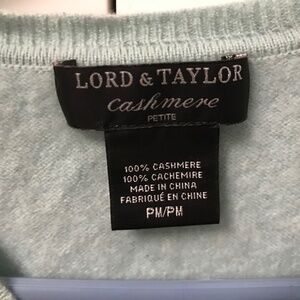 LORD & TAYLOR
Cashmere
PETITE
100% CASHMERE
100% CACHEMIRE
MADE IN CHINA
FABRIQUÉ EN CHINE
PM/PM